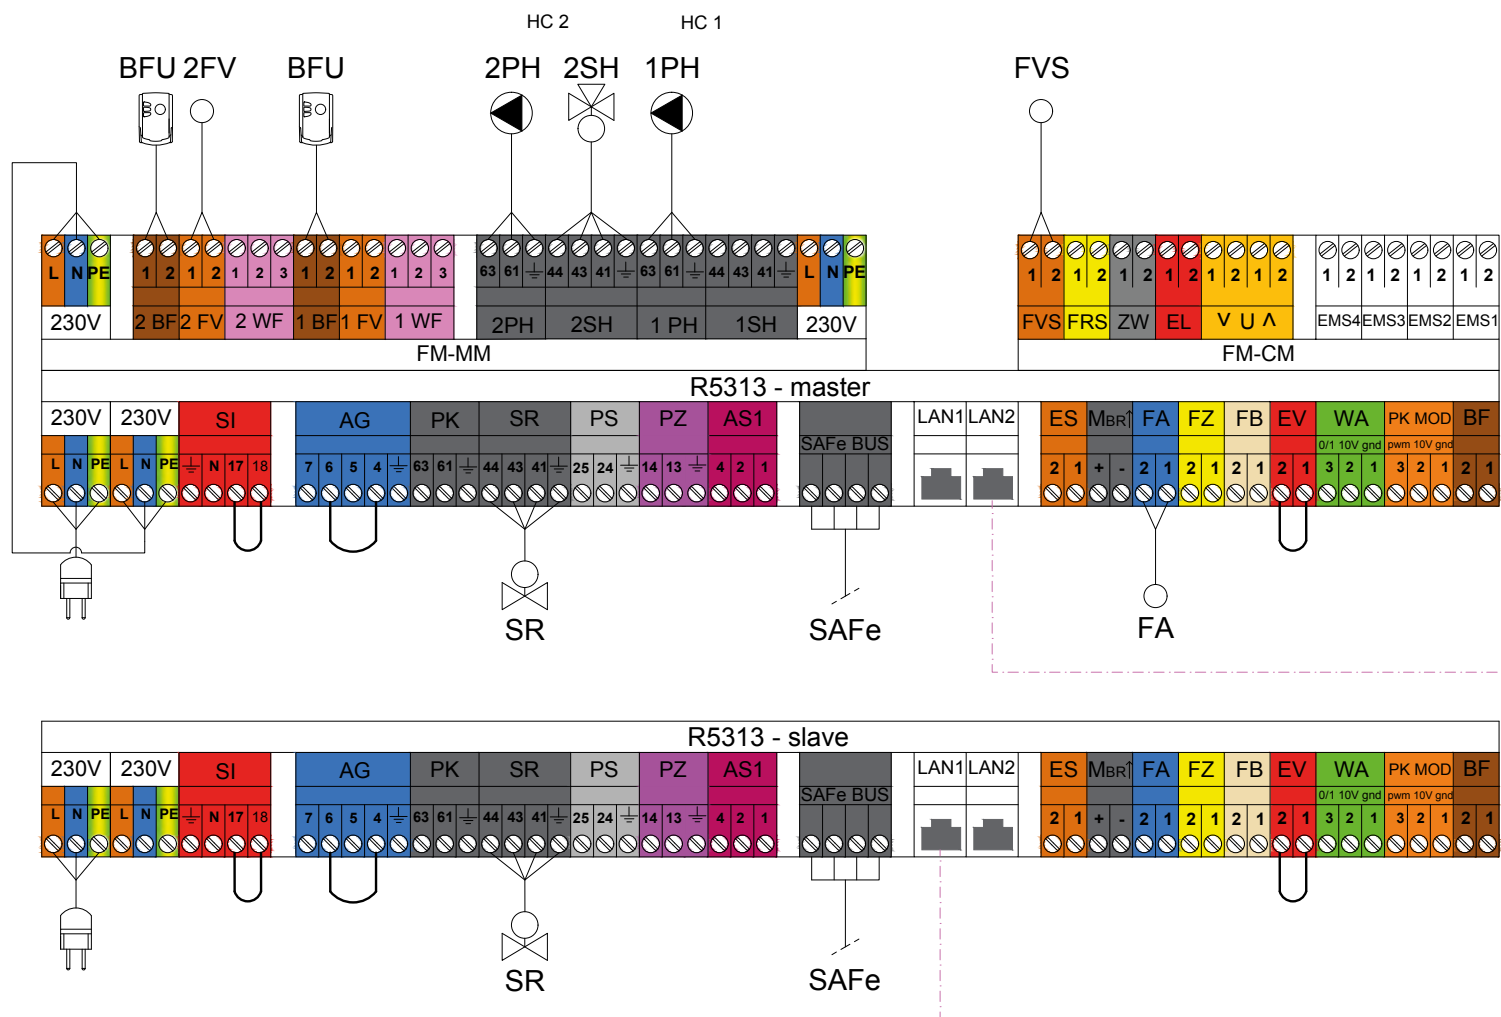 HC 2 HC 1
BFU 2FV BFU 2PH 2SH 1PH FVS
L N PE 1 2 1 2 1 2 3 1 2 1 2 1 2 3 63 61 44 43 41 63 61 44 43 41 L N PE 1 2 1 2 1 2 1 2 1 2 1 2 1 2 1 2 1 2 1 2
230V 2 BF 2 FV 2 WF 1 BF 1 FV 1 WF 2PH 2SH 1 PH 1SH 230V FVS FRS ZW EL V U Λ EMS4 EMS3 EMS2 EMS1
FM-MM FM-CM
R5313 - master
230V 230V SI AG PK SR PS PZ AS1 LAN1 LAN2 ES MBR↑ FA FZ FB EV WA PK MOD BF
SAFe BUS 0/1 10V gnd pwm 10V gnd
L N PE L N PE N 17 18 7 6 5 4 63 61 44 43 41 25 24 14 13 4 2 1 2 1 + - 2 1 2 1 2 1 2 1 3 2 1 3 2 1 2 1
SR SAFe FA
R5313 - slave
230V 230V SI AG PK SR PS PZ AS1 LAN1 LAN2 ES MBR↑ FA FZ FB EV WA PK MOD BF
SAFe BUS 0/1 10V gnd pwm 10V gnd
L N PE L N PE N 17 18 7 6 5 4 63 61 44 43 41 25 24 14 13 4 2 1 2 1 + - 2 1 2 1 2 1 2 1 3 2 1 3 2 1 2 1
SR SAFe